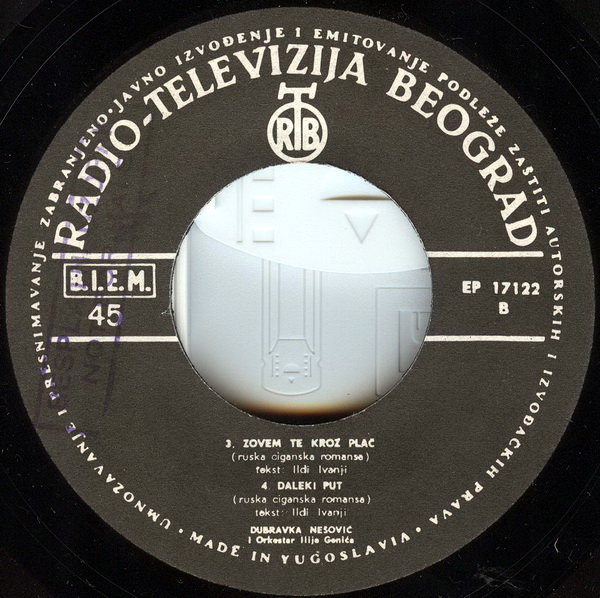 UMNOŽAVANJE I PRESNIMAVANJE ZABRANJENO · JAVNO IZVOĐENJE I EMITOVANJE PODLEŽE ZAŠTITI AUTORSKIH I IZVOĐAČKIH PRAVA ·
RADIO-TELEVIZIJA BEOGRAD
RTB
B.I.E.M.
45
EP 17122
B
3. ZOVEM TE KROZ PLAČ
(ruska ciganska romansa)
tekst: Ildi Ivanji
4. DALEKI PUT
(ruska ciganska romansa)
tekst: Ildi Ivanji
DUBRAVKA NEŠOVIĆ
i Orkestar Ilije Genića
MADE IN YUGOSLAVIA